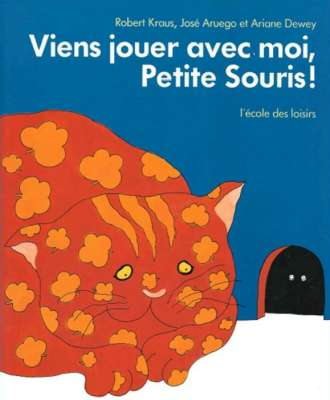 Robert Kraus, José Aruego et Ariane Dewey
Viens jouer avec moi,
Petite Souris!
l'école des loisirs